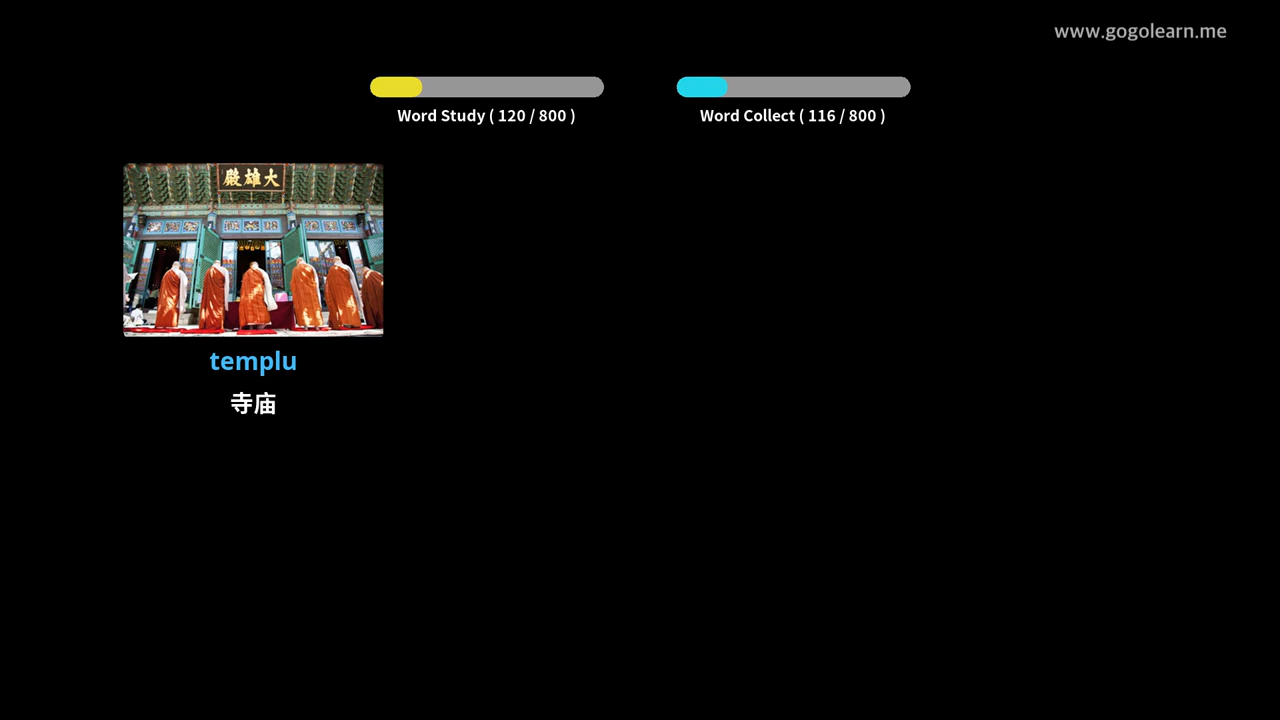 www.gogolearn.me
Word Study ( 120 / 800 )
Word Collect ( 116 / 800 )
殿雄大
templu
寺庙